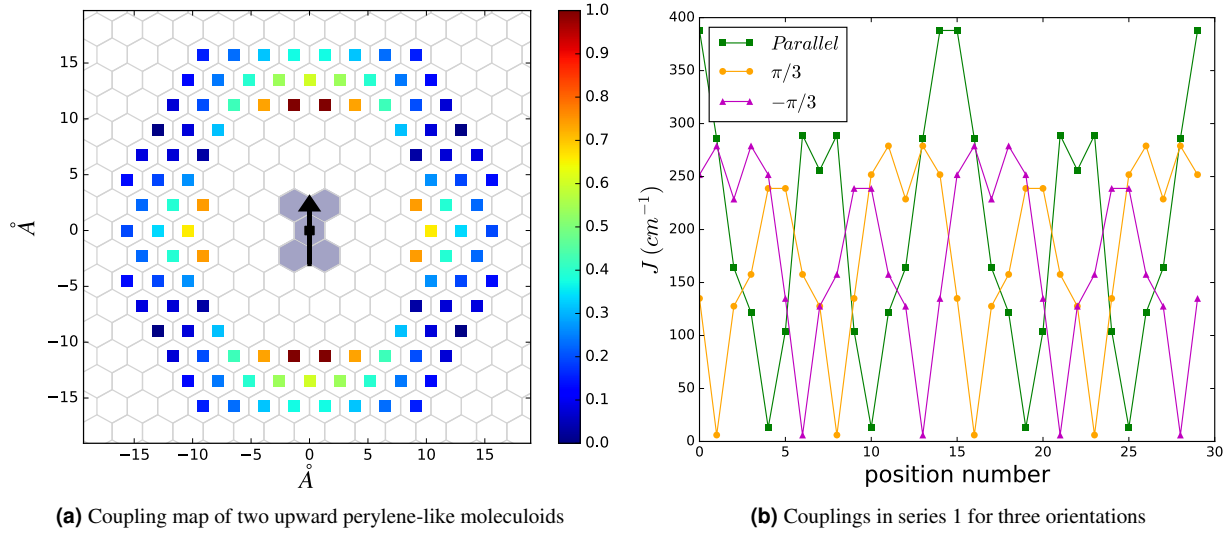 15
10
5
0
−5
−10
−15
Å
−15 −10 −5 0 5 10 15
Å
1.0
0.9
0.8
0.7
0.6
0.5
0.4
0.3
0.2
0.1
0.0
(a) Coupling map of two upward perylene-like moleculoids
400
350
300
250
200
150
100
50
0
J (cm⁻¹)
Parallel
π/3
−π/3
0 5 10 15 20 25 30
position number
(b) Couplings in series 1 for three orientations